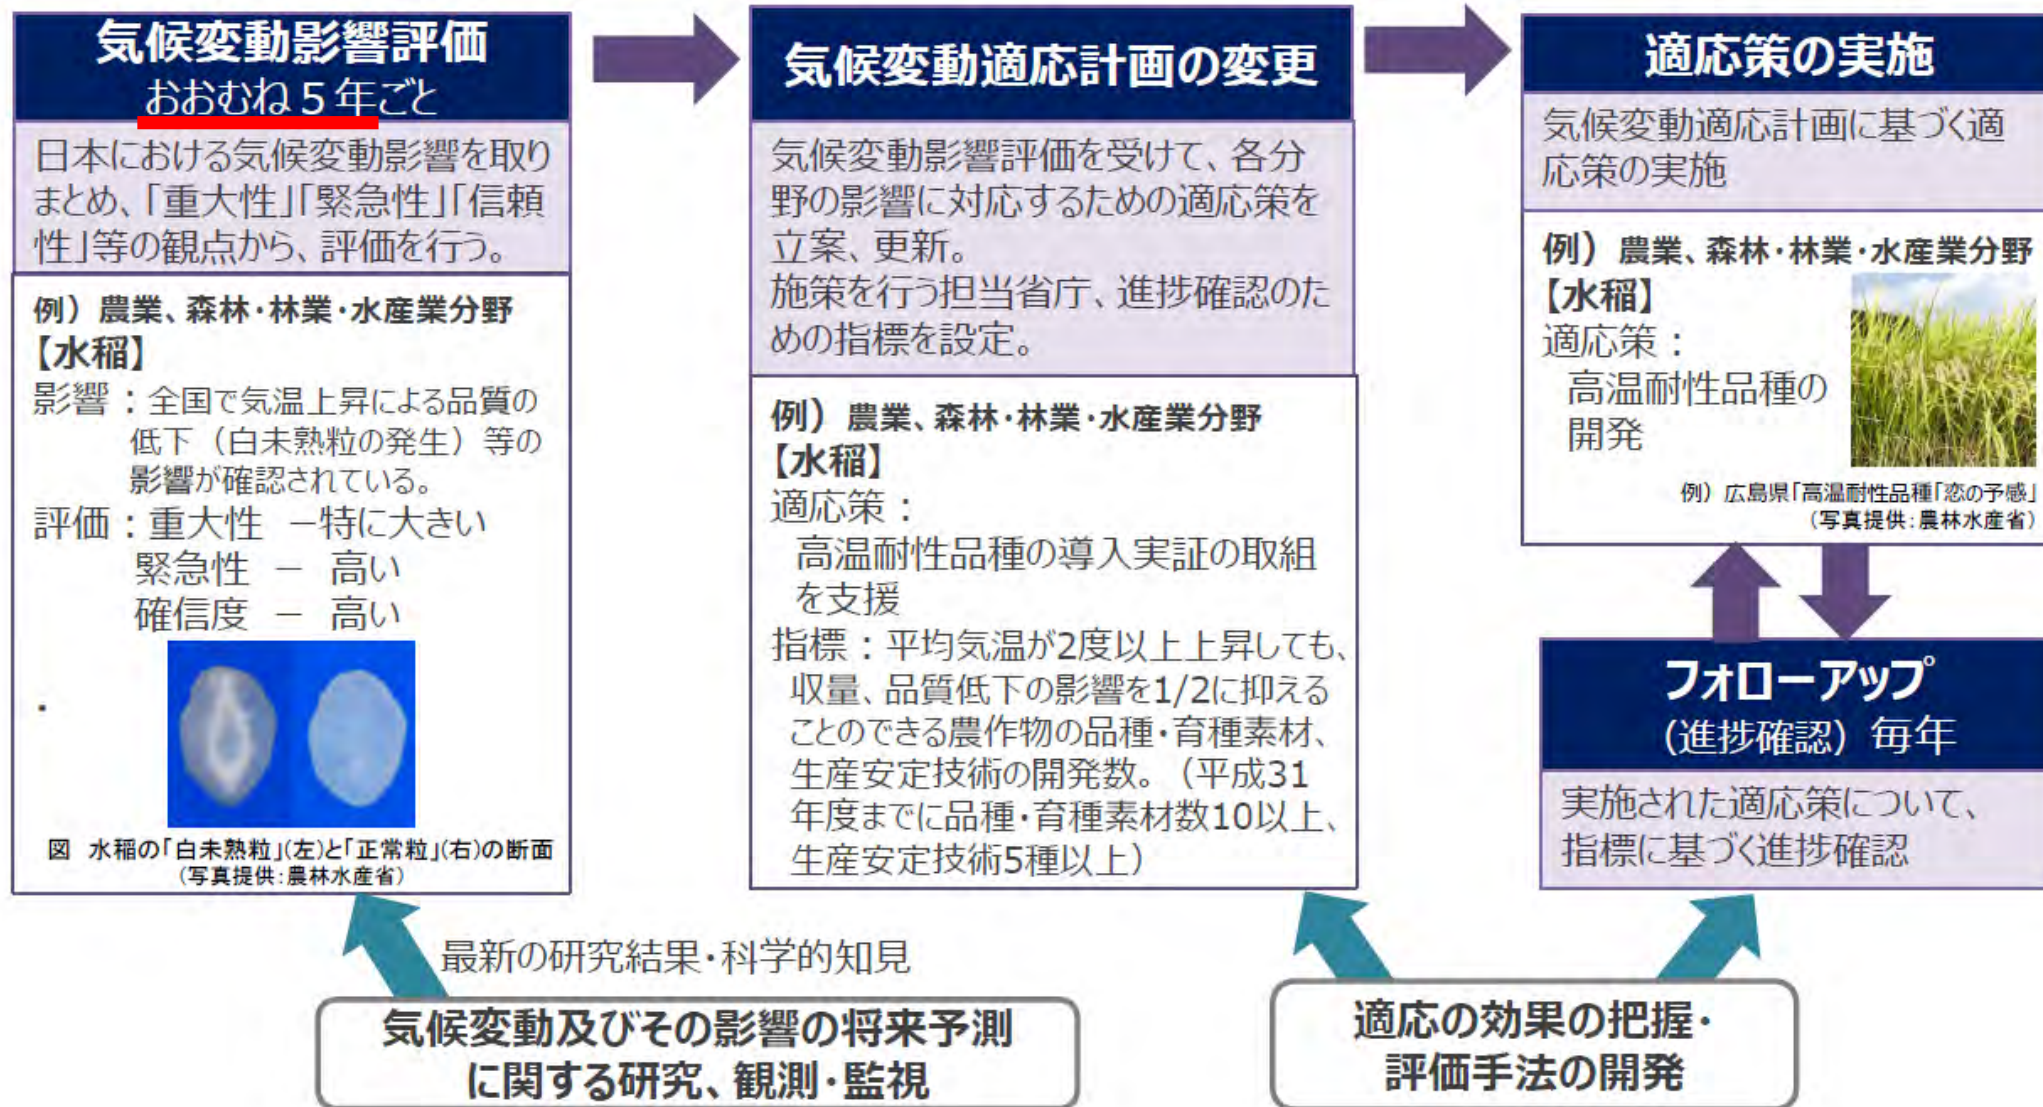 気候変動影響評価
おおむね5年ごと
日本における気候変動影響を取り
まとめ、「重大性」「緊急性」「信頼
性」等の観点から、評価を行う。
例）農業、森林・林業・水産業分野
【水稲】
影響：全国で気温上昇による品質の
低下（白未熟粒の発生）等の
影響が確認されている。
評価：重大性 －特に大きい
緊急性 － 高い
確信度 － 高い
図 水稲の「白未熟粒」(左)と「正常粒」(右)の断面
（写真提供：農林水産省）
気候変動適応計画の変更
気候変動影響評価を受けて、各分
野の影響に対応するための適応策を
立案、更新。
施策を行う担当省庁、進捗確認のた
めの指標を設定。
例）農業、森林・林業・水産業分野
【水稲】
適応策：
高温耐性品種の導入実証の取組
を支援
指標：平均気温が2度以上上昇しても、
収量、品質低下の影響を1/2に抑える
ことのできる農作物の品種・育種素材、
生産安定技術の開発数。（平成31
年度までに品種・育種素材数10以上、
生産安定技術5種以上）
適応策の実施
気候変動適応計画に基づく適
応策の実施
例）農業、森林・林業・水産業分野
【水稲】
適応策：
高温耐性品種の
開発
例）広島県「高温耐性品種「恋の予感」
（写真提供：農林水産省）
フォローアップ
（進捗確認）毎年
実施された適応策について、
指標に基づく進捗確認
最新の研究結果・科学的知見
気候変動及びその影響の将来予測
に関する研究、観測・監視
適応の効果の把握・
評価手法の開発